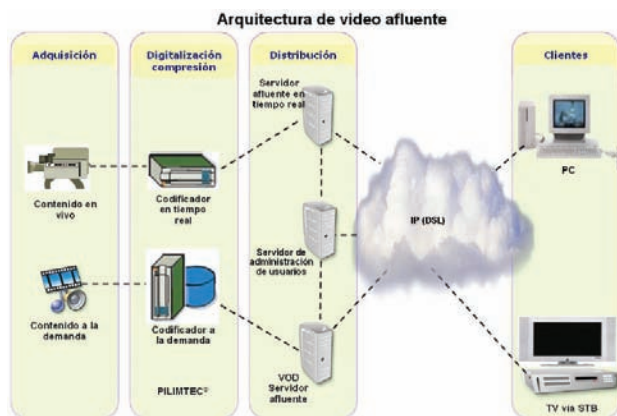 Arquitectura de video afluente
Adquisición
Contenido en
vivo
Contenido a la
demanda
Digitalización
compresión
Codificador
en tiempo
real
Codificador a
la demanda
PILIMTEC®
Distribución
Servidor
afluente en
tiempo real
Servidor de
administración
de usuarios
VOD
Servidor
afluente
IP (DSL)
Clientes
PC
TV via STB